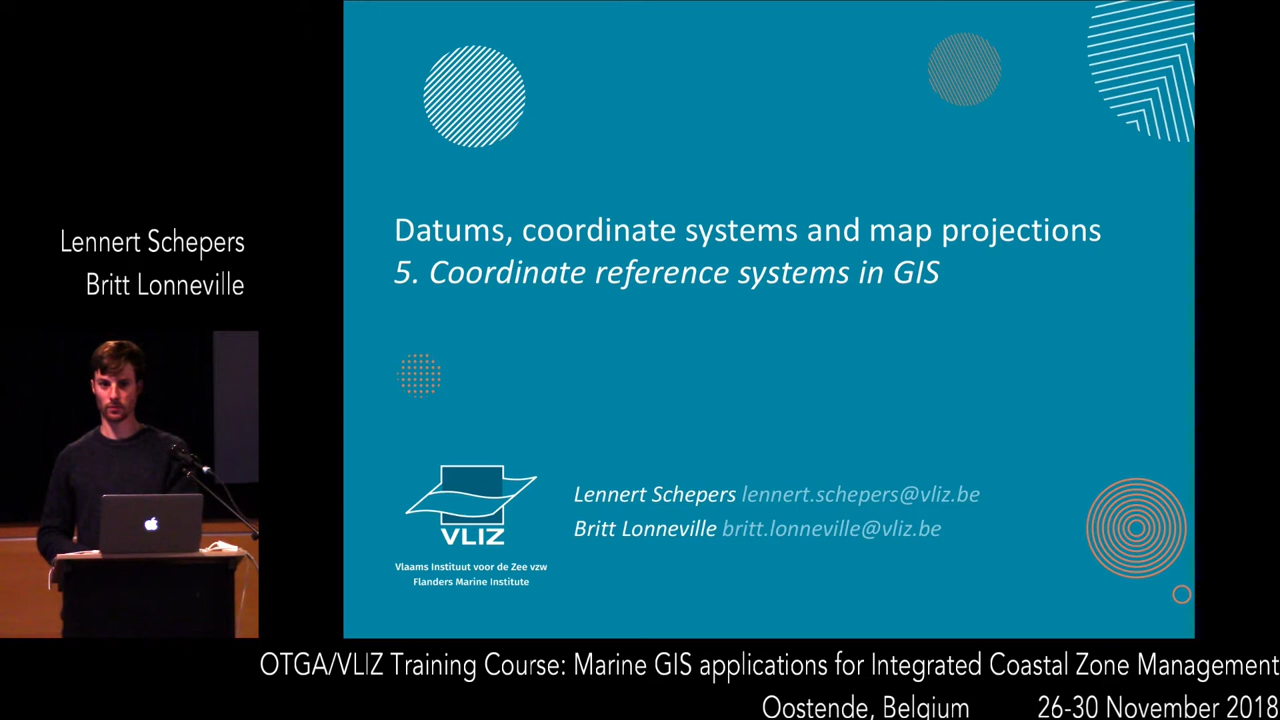 Lennert Schepers
Britt Lonneville
Datums, coordinate systems and map projections
5. Coordinate reference systems in GIS
Lennert Schepers lennert.schepers@vliz.be
Britt Lonneville britt.lonneville@vliz.be
VLIZ
Vlaams Instituut voor de Zee vzw
Flanders Marine Institute
OTGA/VLIZ Training Course: Marine GIS applications for Integrated Coastal Zone Management
Oostende, Belgium 26-30 November 2018